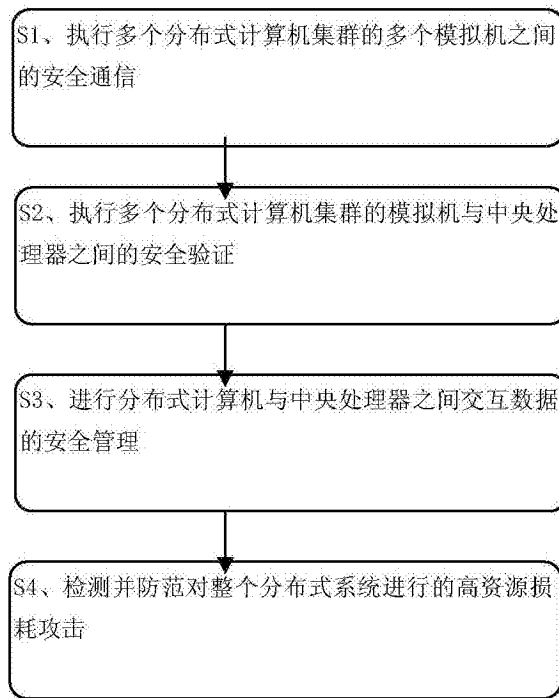 S1、执行多个分布式计算机集群的多个模拟机之间
的安全通信
S2、执行多个分布式计算机集群的模拟机与中央处
理器之间的安全验证
S3、进行分布式计算机与中央处理器之间交互数据
的安全管理
S4、检测并防范对整个分布式系统进行的高资源损
耗攻击